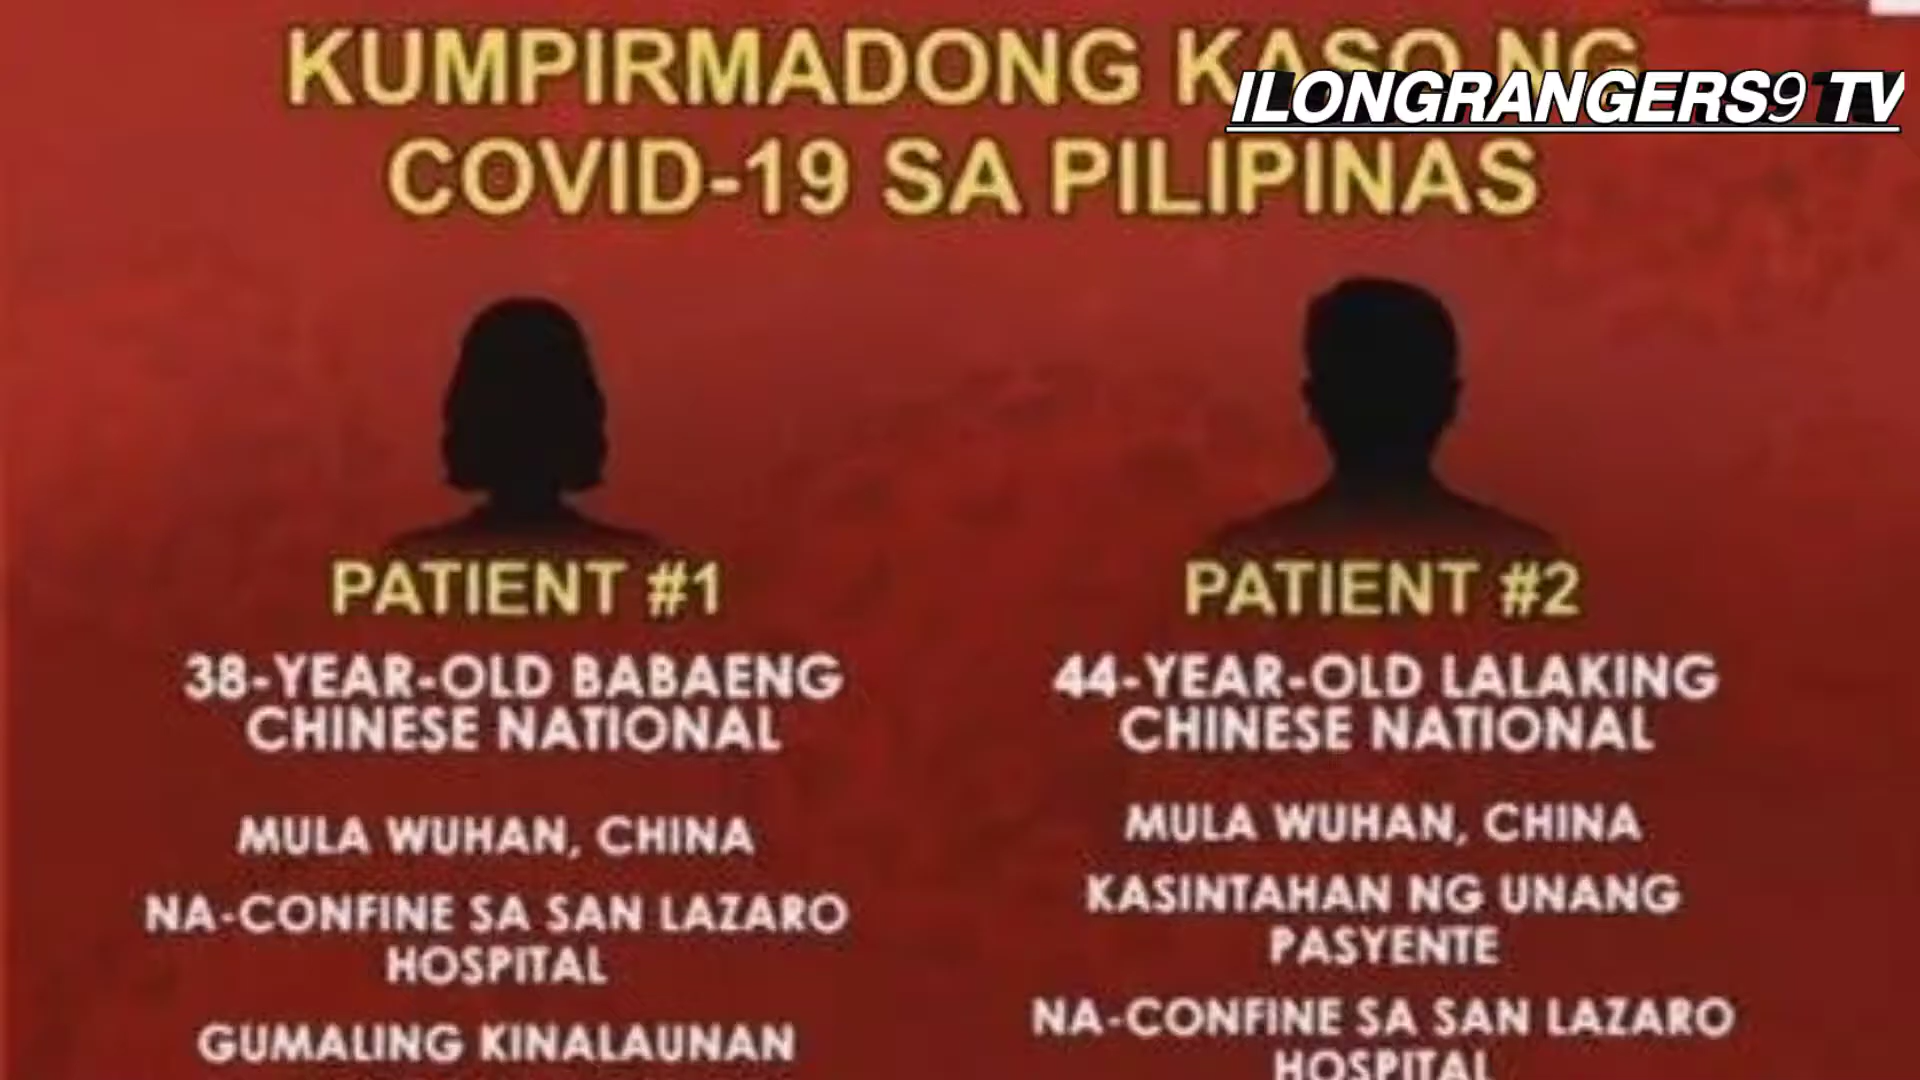 KUMPIRMADONG KASO NG
ILONGRANGERS9 TV
COVID-19 SA PILIPINAS
PATIENT #1
38-YEAR-OLD BABAENG
CHINESE NATIONAL
MULA WUHAN, CHINA
NA-CONFINE SA SAN LAZARO
HOSPITAL
GUMALING KINALAUNAN
PATIENT #2
44-YEAR-OLD LALAKING
CHINESE NATIONAL
MULA WUHAN, CHINA
KASINTAHAN NG UNANG
PASYENTE
NA-CONFINE SA SAN LAZARO
HOSPITAL